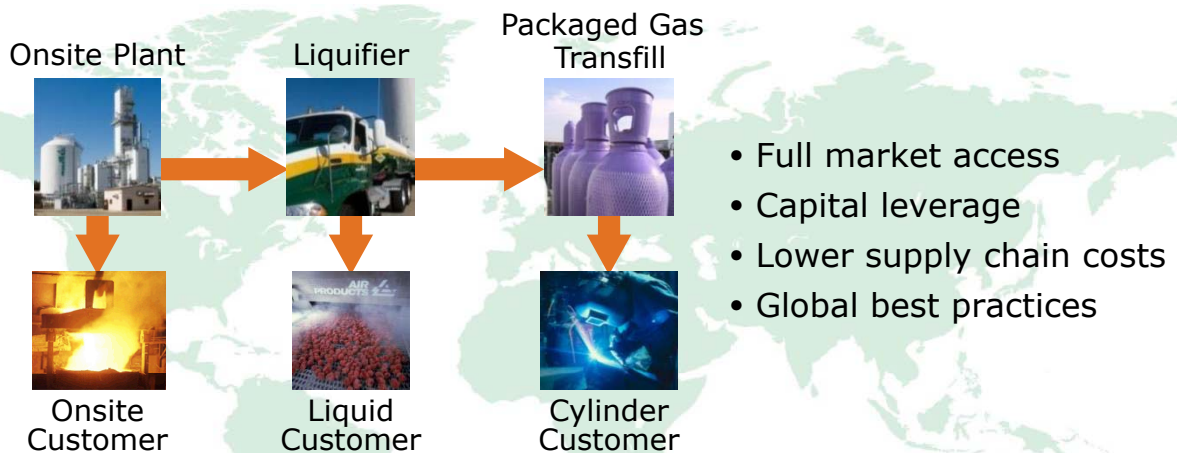 Onsite Plant
Liquifier
Packaged Gas
Transfill
• Full market access
• Capital leverage
• Lower supply chain costs
• Global best practices
AIR
PRODUCTS
Onsite
Customer
Liquid
Customer
Cylinder
Customer